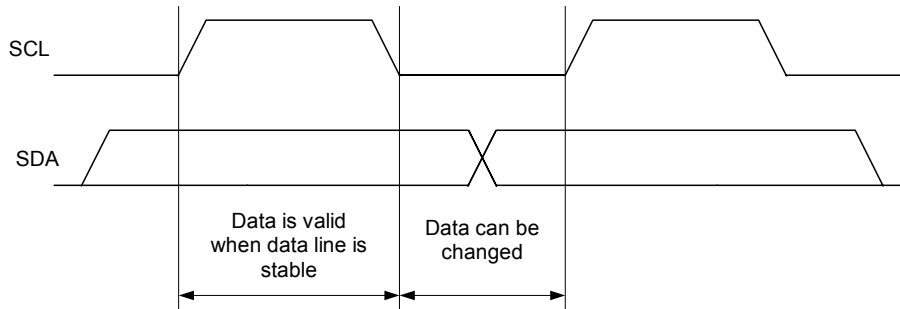 SCL
SDA
Data is valid
when data line is
stable
Data can be
changed